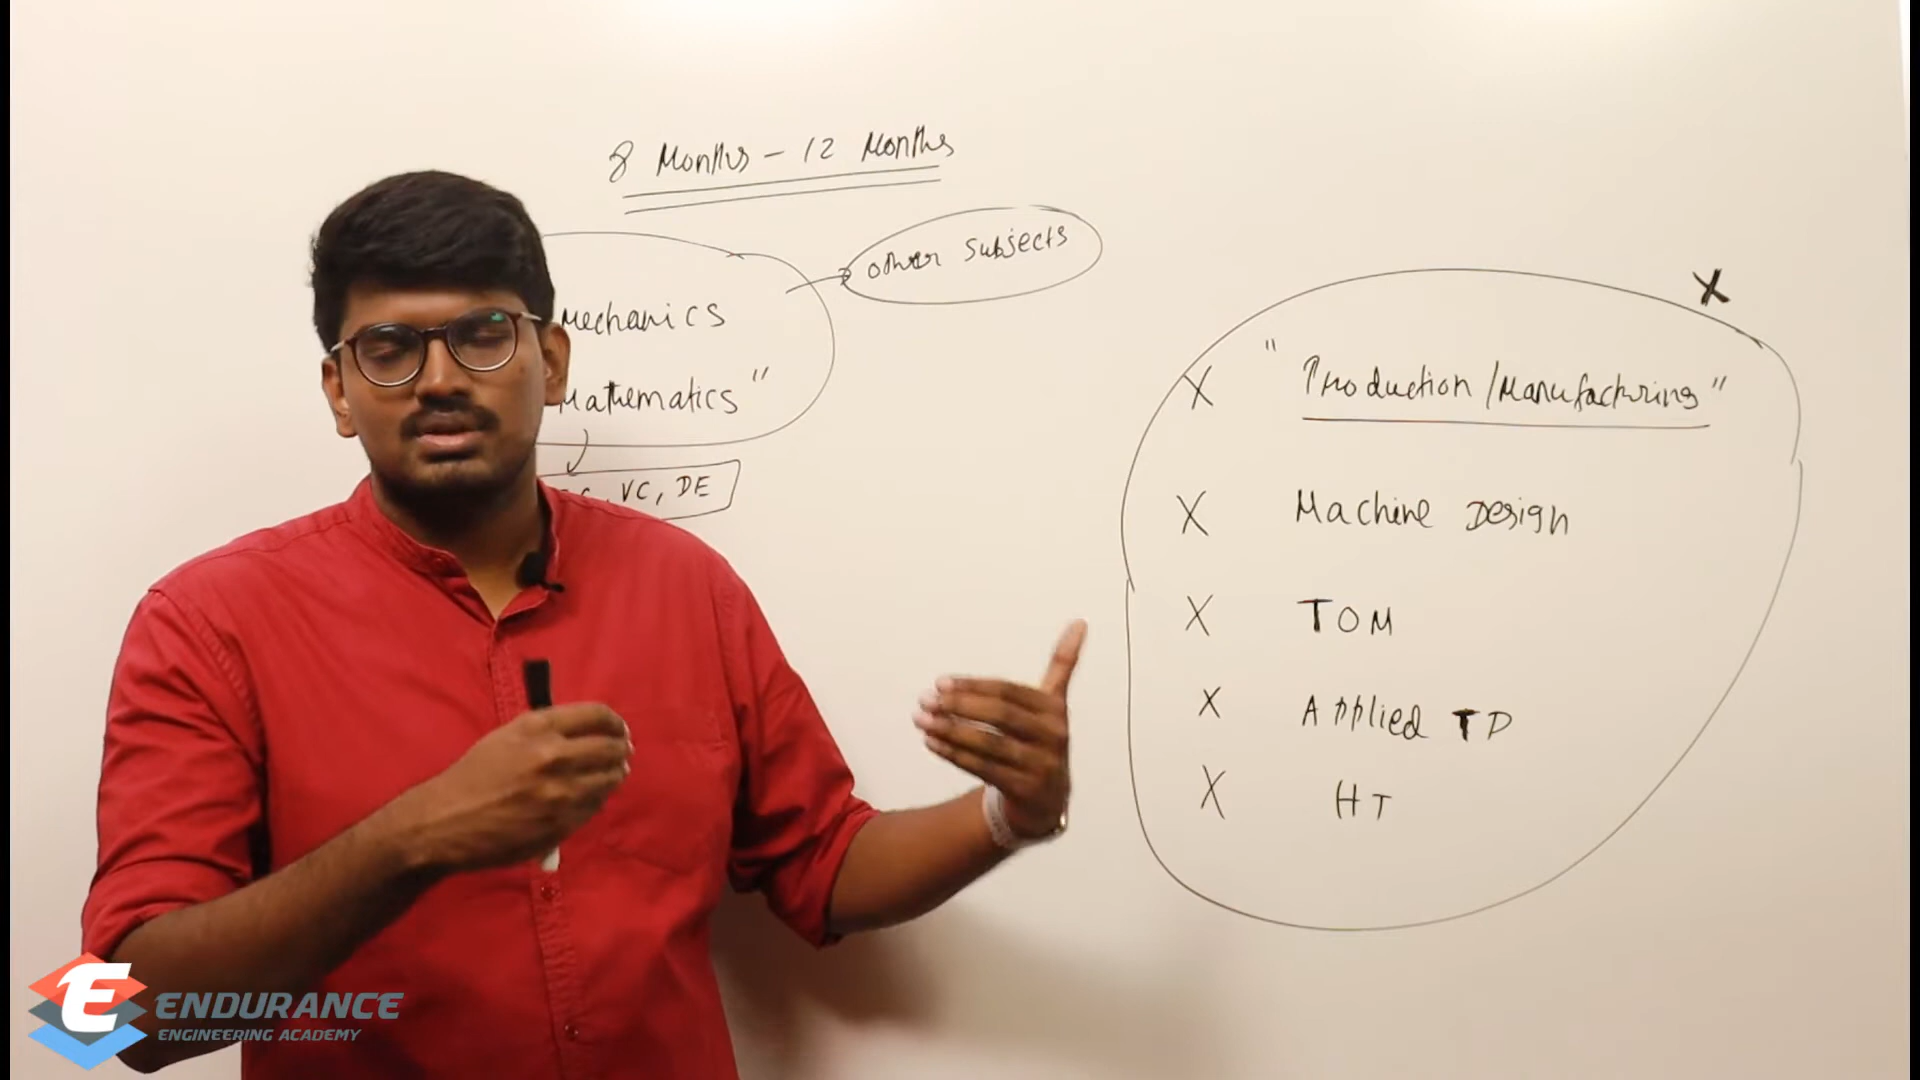 8 Months - 12 Months
other subjects
Mechanics
Mathematics"
VC, DE
X
X "Production/Manufacturing"
X Machine Design
X TOM
X Applied TD
X HT
E ENDURANCE
ENGINEERING ACADEMY